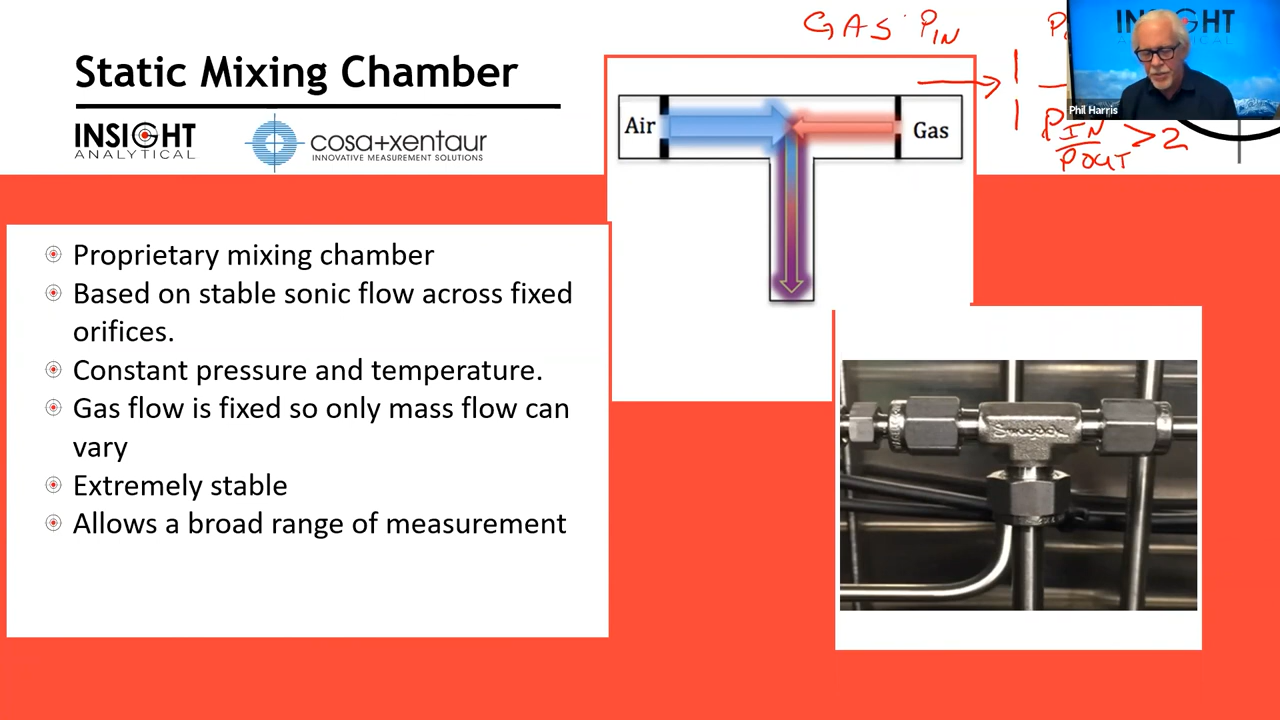 GAS PIN
Static Mixing Chamber
INSIGHT
ANALYTICAL
cosa+xentaur
INNOVATIVE MEASUREMENT SOLUTIONS
Air
Gas
Phil Harris
PIN
POUT >2
Proprietary mixing chamber
Based on stable sonic flow across fixed
orifices.
Constant pressure and temperature.
Gas flow is fixed so only mass flow can
vary
Extremely stable
Allows a broad range of measurement